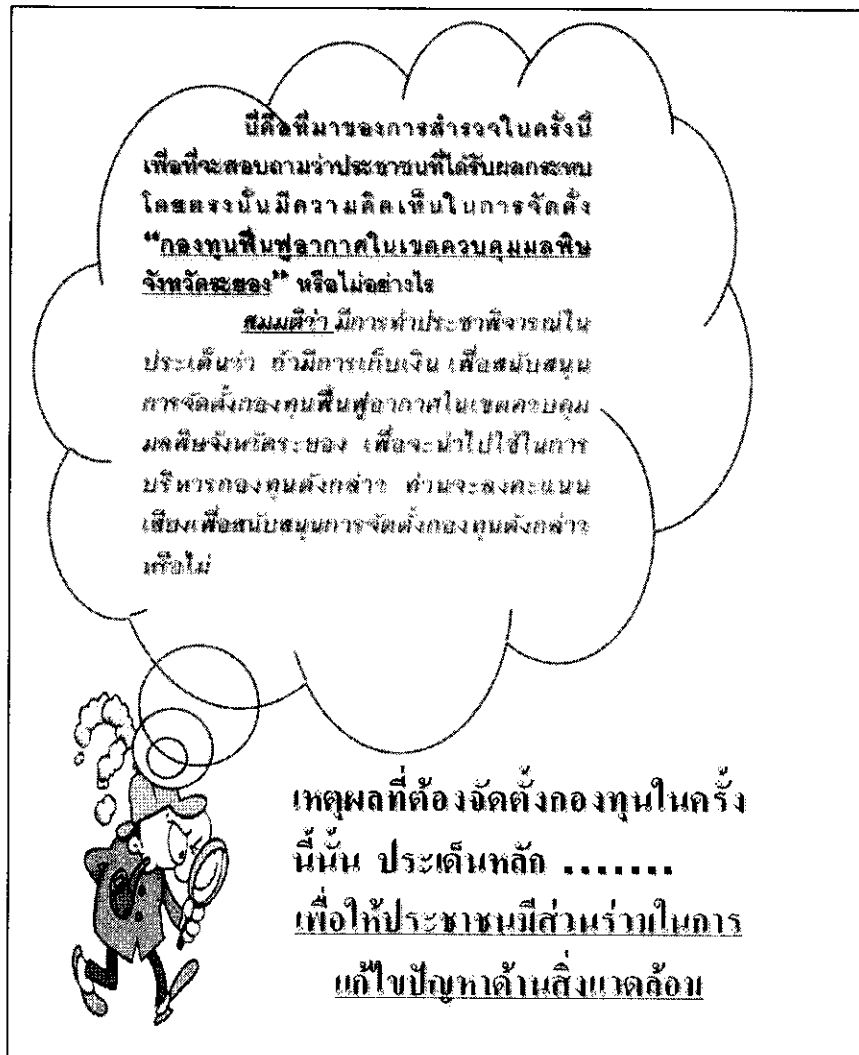 นี่คือที่มาของการสำรวจในครั้งนี้
เพื่อที่จะสอบถามว่าประชาชนที่ได้รับผลกระทบ
โดยตรงนั้นมีความคิดเห็นในการจัดตั้ง
“กองทุนฟื้นฟูอากาศในเขตควบคุมมลพิษ
จังหวัดระยอง” หรือไม่อย่างไร
สมมติว่า มีการทำประชาพิจารณ์ใน
ประเด็นว่า ถ้ามีการเก็บเงิน เพื่อสนับสนุน
การจัดตั้งกองทุนฟื้นฟูอากาศในเขตควบคุม
มลพิษจังหวัดระยอง เพื่อจะนำไปใช้ในการ
บริหารกองทุนดังกล่าว ท่านจะลงคะแนน
เสียงเพื่อสนับสนุนการจัดตั้งกองทุนดังกล่าว
หรือไม่
เหตุผลที่ต้องจัดตั้งกองทุนในครั้ง
นี้นั้น ประเด็นหลัก .......
เพื่อให้ประชาชนมีส่วนร่วมในการ
แก้ไขปัญหาด้านสิ่งแวดล้อม